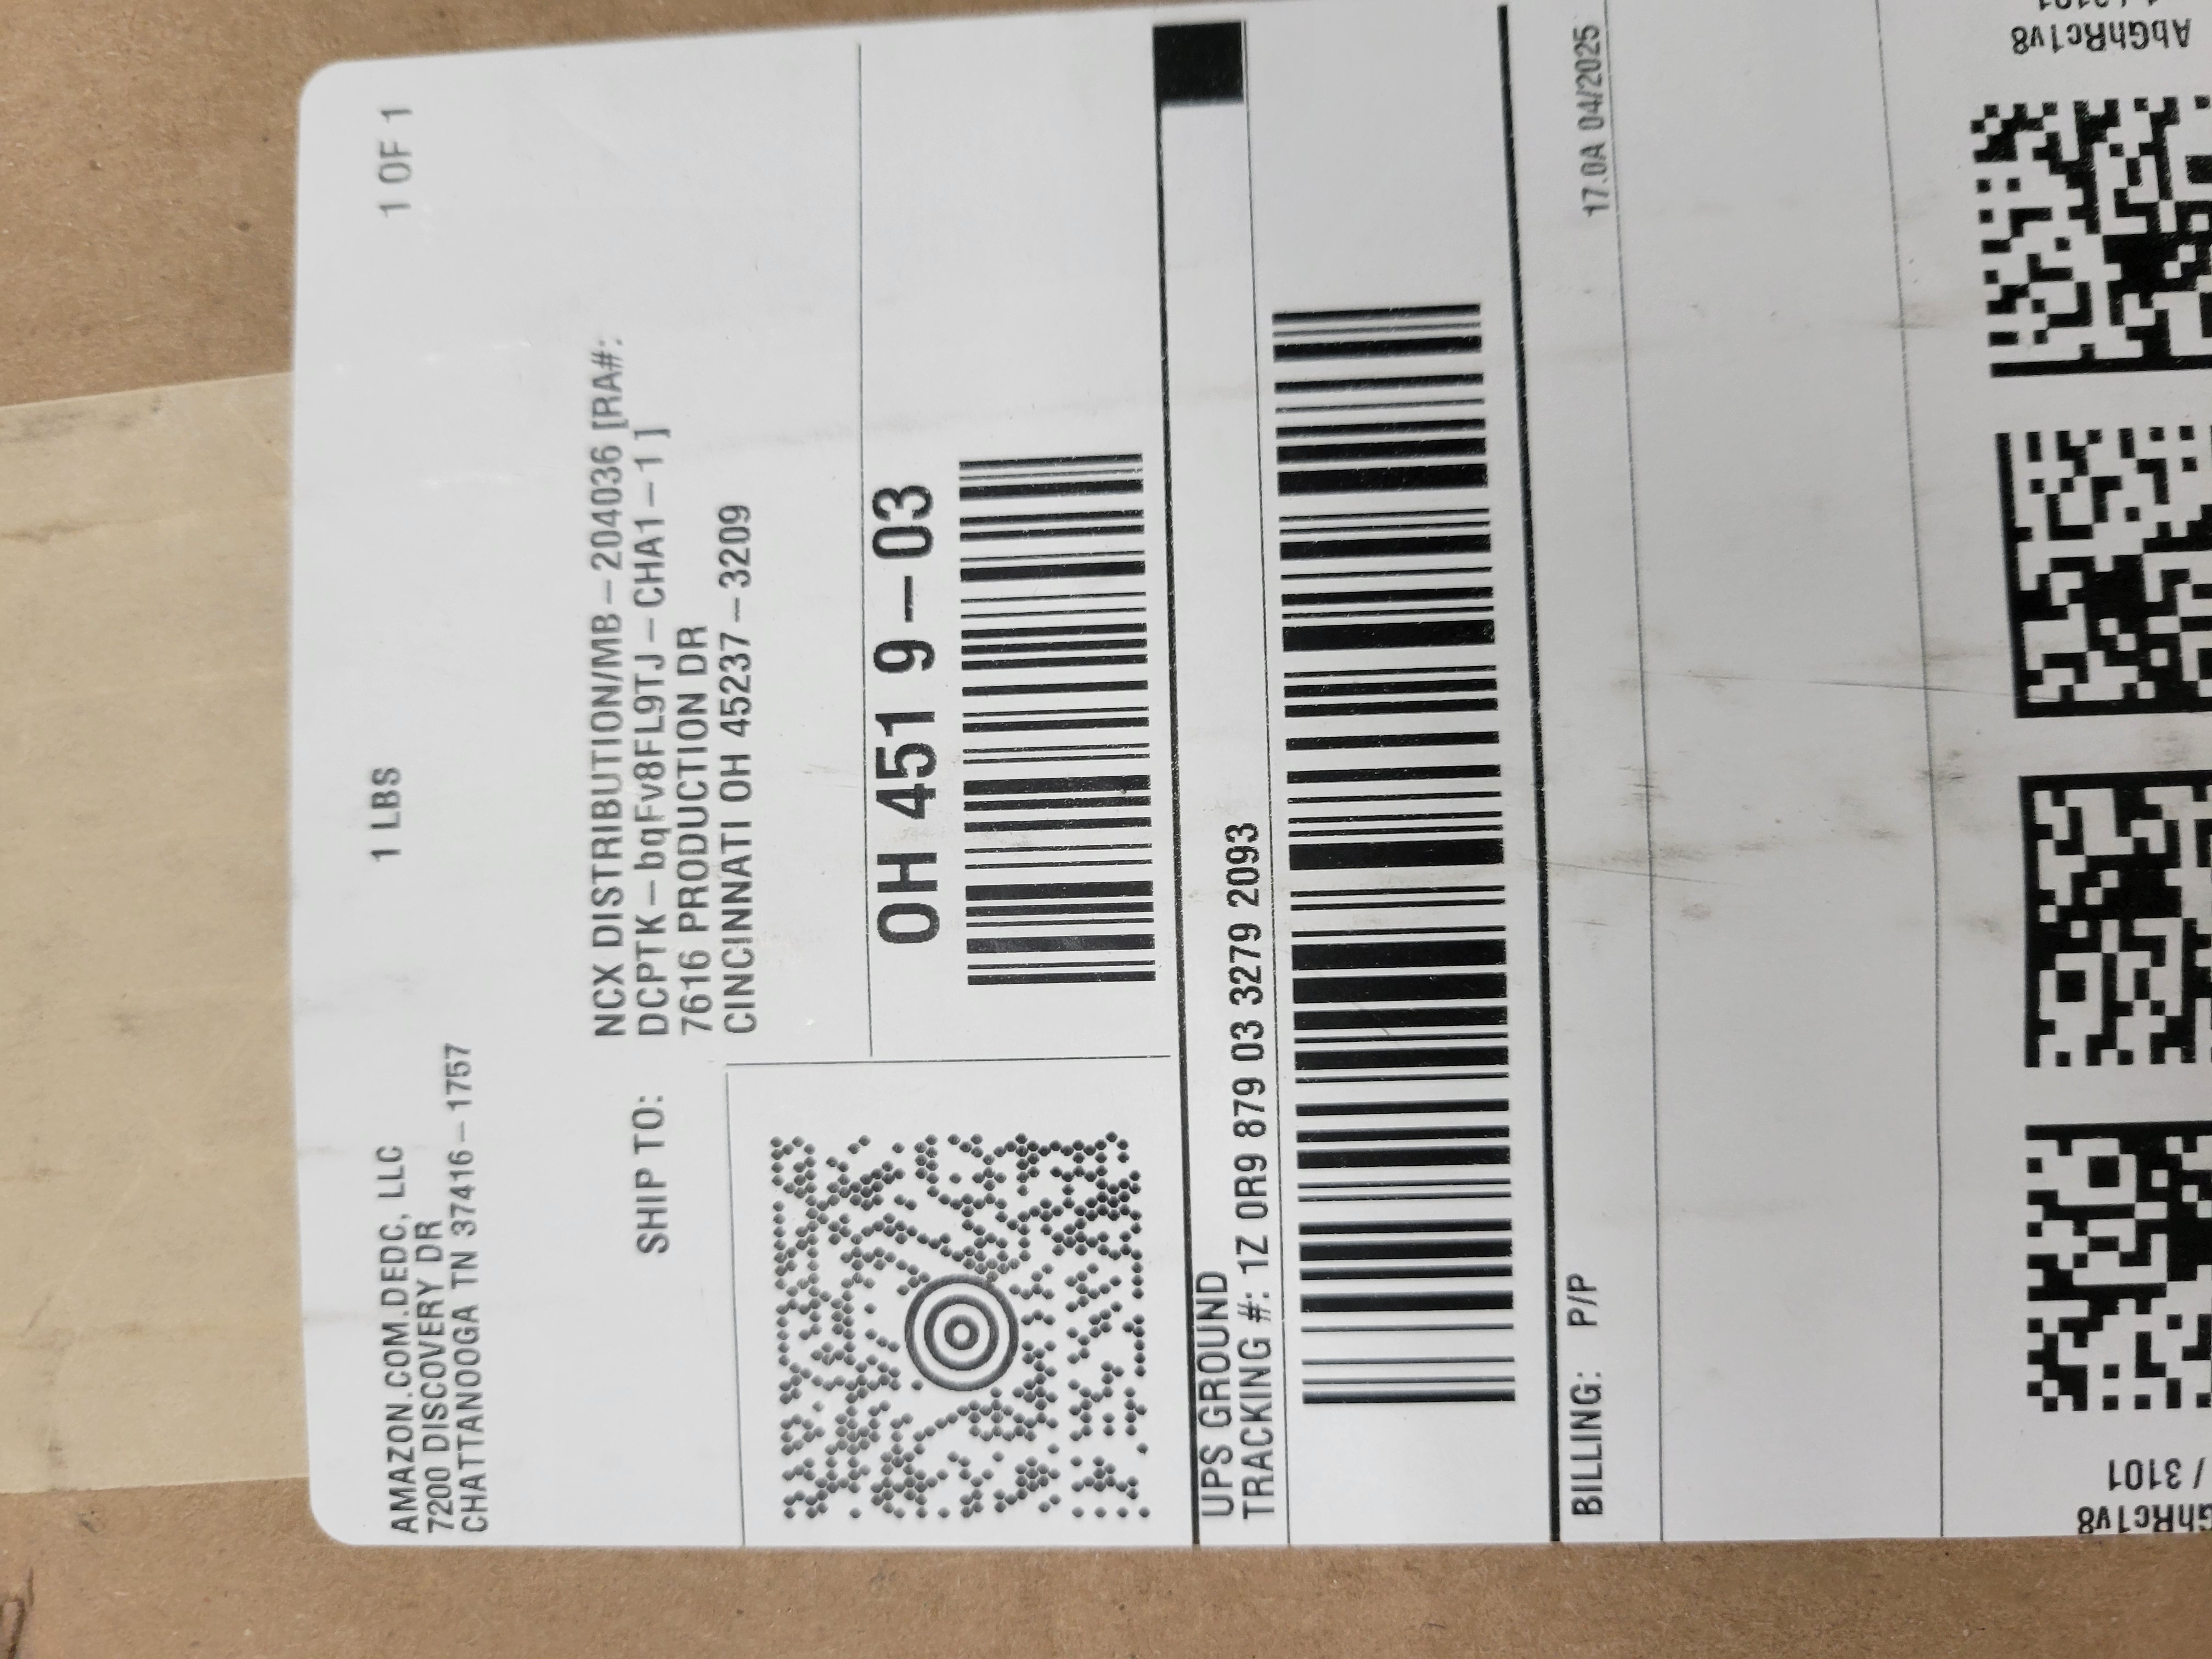 AMAZON.COM.DEDC, LLC
7200 DISCOVERY DR
CHATTANOOGA TN 37416-1757
1 LBS
1 OF 1
SHIP TO:
NCX DISTRIBUTION/MB-204036 [RA#:
DCPTK-bqFv8FL9TJ-CHA1-1 ]
7616 PRODUCTION DR
CINCINNATI OH 45237-3209
OH 451 9-03
UPS GROUND
TRACKING #: 1Z 0R9 879 03 3279 2093
BILLING: P/P
17.0A 04/2025
AbGhRc1v8
GhRc1v8
/ 3101